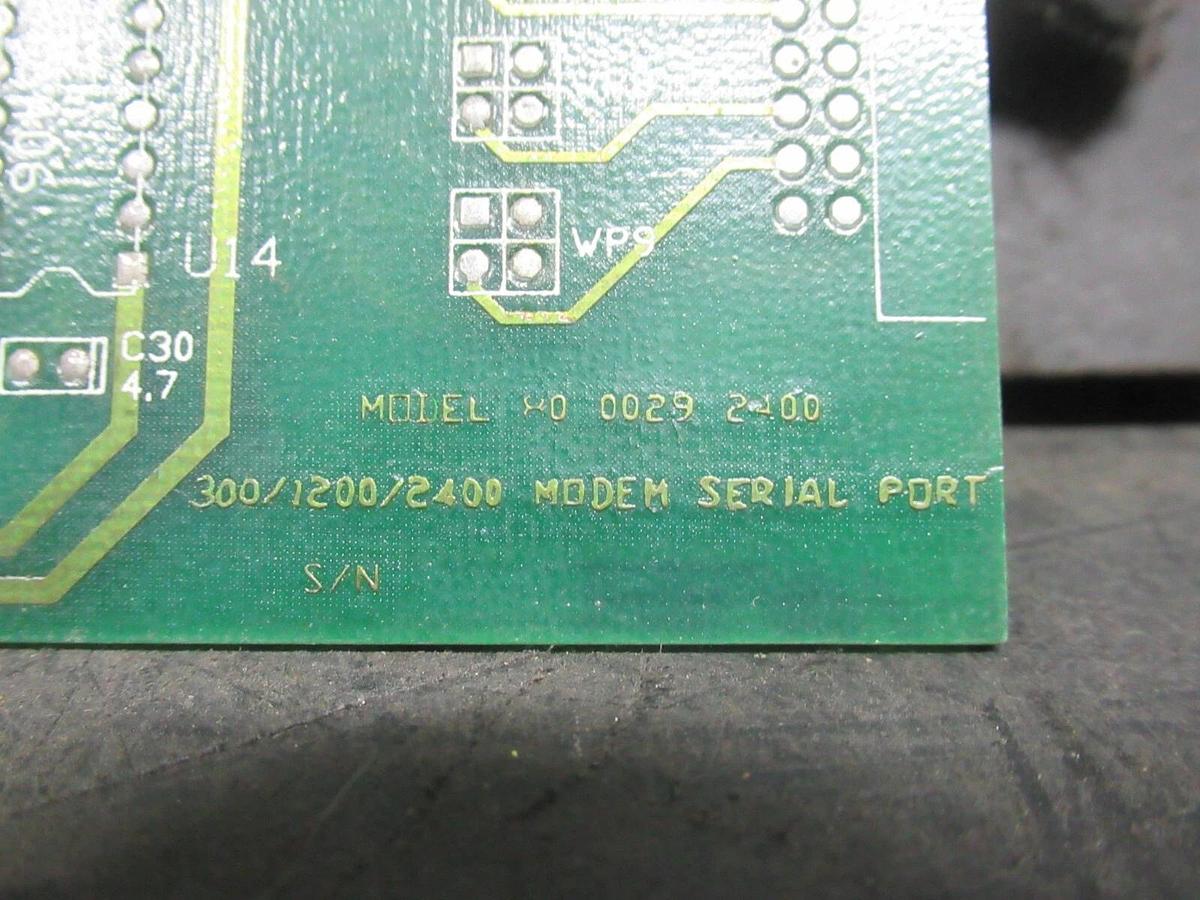 U14
WP9
C30
4.7
MODEL X0 0029 2400
300/1200/2400 MODEM SERIAL PORT
S/N